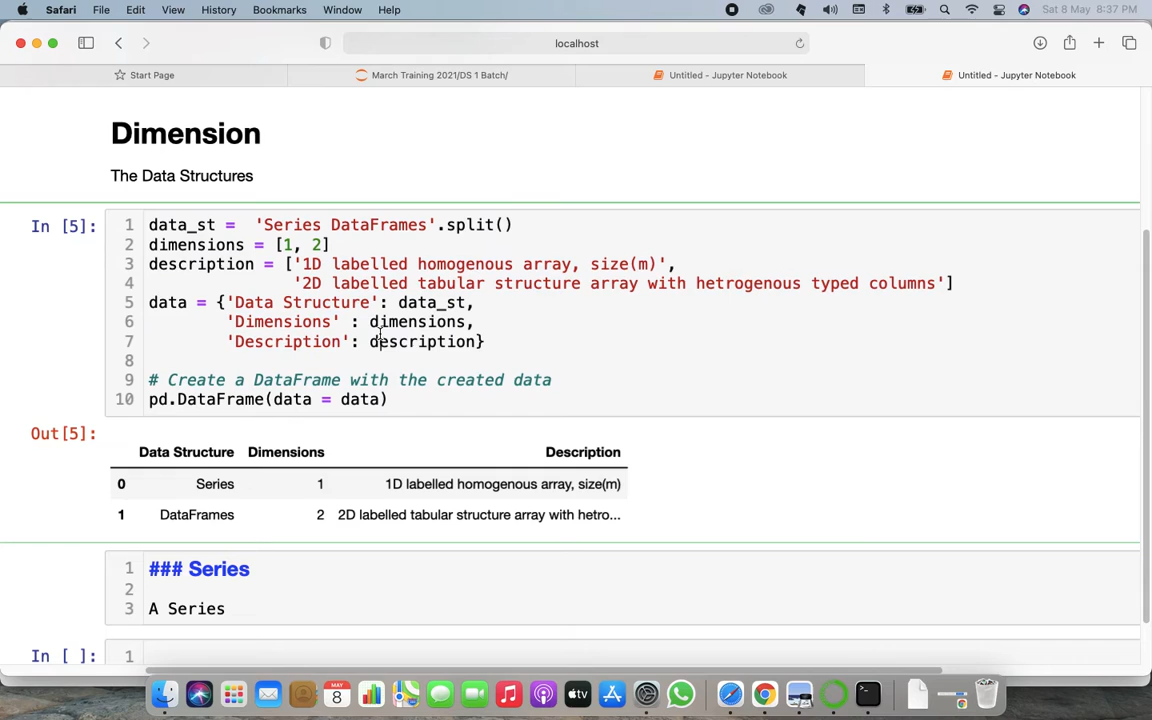 Safari File Edit View History Bookmarks Window Help Sat 8 May 8:37 PM
localhost
Start Page March Training 2021/DS 1 Batch/ Untitled - Jupyter Notebook Untitled - Jupyter Notebook
Dimension
The Data Structures
In [5]: 1 data_st = 'Series DataFrames'.split()
2 dimensions = [1, 2]
3 description = ['1D labelled homogenous array, size(m)',
4 '2D labelled tabular structure array with hetrogenous typed columns']
5 data = {'Data Structure': data_st,
6 'Dimensions' : dimensions,
7 'Description': description}
8
9 # Create a DataFrame with the created data
10 pd.DataFrame(data = data)
Out[5]:
Data Structure Dimensions Description
0 Series 1 1D labelled homogenous array, size(m)
1 DataFrames 2 2D labelled tabular structure array with hetro...
1 ### Series
2
3 A Series
In [ ]: 1
MAY
8
tv